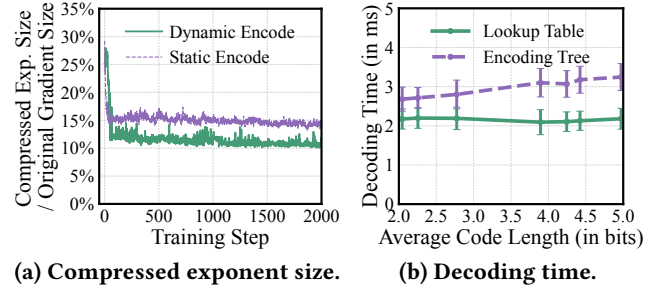 Compressed Exp. Size
/ Original Gradient Size
35%
30%
25%
20%
15%
10%
5%
0%
Dynamic Encode
Static Encode
0 500 1000 1500 2000
Training Step
(a) Compressed exponent size.
Decoding Time (in ms)
5
4
3
2
1
0
Lookup Table
Encoding Tree
2.0 2.5 3.0 3.5 4.0 4.5 5.0
Average Code Length (in bits)
(b) Decoding time.